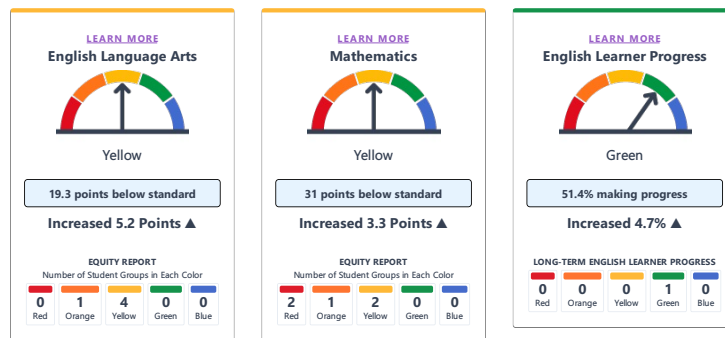 LEARN MORE
English Language Arts
Yellow
19.3 points below standard
Increased 5.2 Points ▲
EQUITY REPORT
Number of Student Groups in Each Color
0 1 4 0 0
Red Orange Yellow Green Blue
LEARN MORE
Mathematics
Yellow
31 points below standard
Increased 3.3 Points ▲
EQUITY REPORT
Number of Student Groups in Each Color
2 1 2 0 0
Red Orange Yellow Green Blue
LEARN MORE
English Learner Progress
Green
51.4% making progress
Increased 4.7% ▲
LONG-TERM ENGLISH LEARNER PROGRESS
0 0 0 1 0
Red Orange Yellow Green Blue